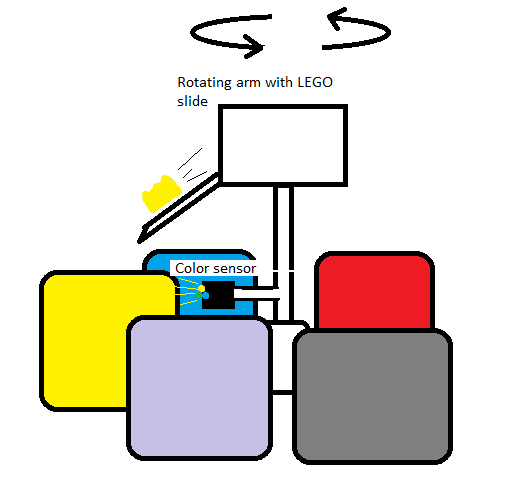 Rotating arm with LEGO
slide
Color sensor